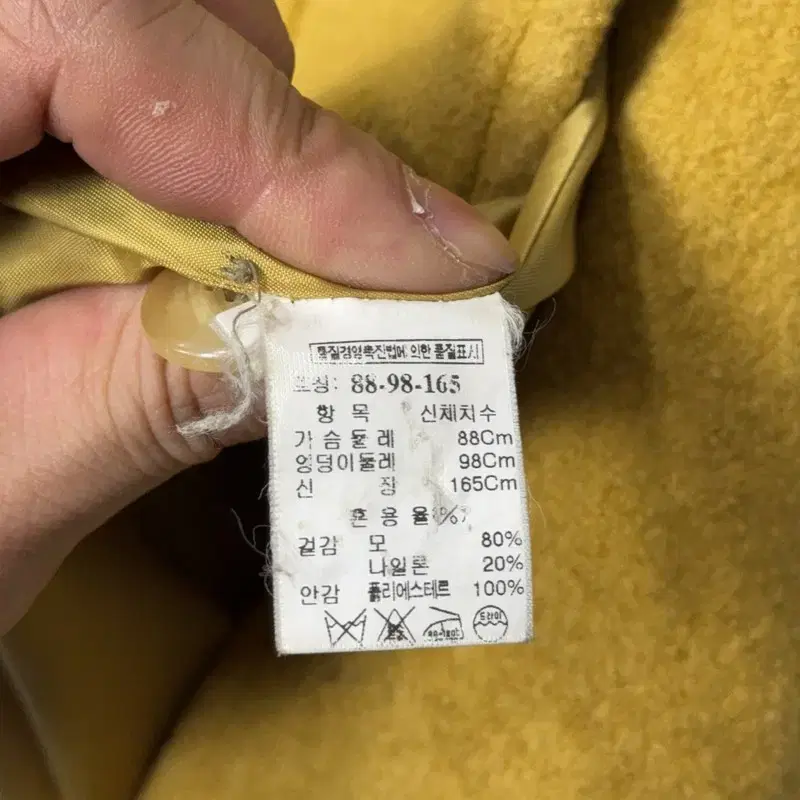 품질경영촉진법에 의한 품질표시
호칭: 88-98-165
항 목 신체치수
가 슴 둘 레 88Cm
엉덩이둘레 98Cm
신 장 165Cm
혼 용 율(%)
겉감 모 80%
나일론 20%
안감 폴리에스테르 100%
드라이